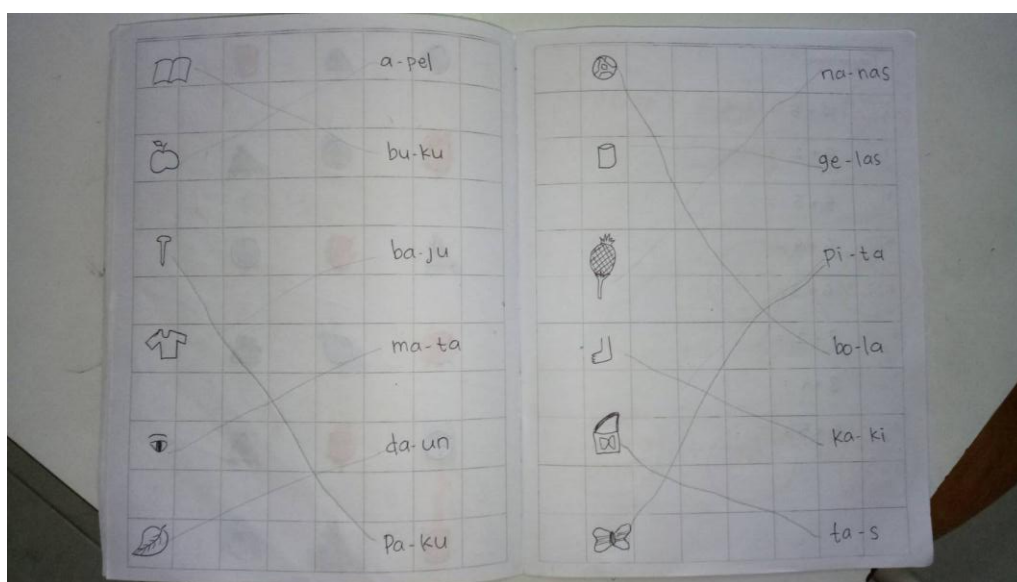 a-pel
bu-ku
ba-ju
ma-ta
da-un
Pa-ku
na-nas
ge-las
pi-ta
bo-la
ka-ki
ta-s